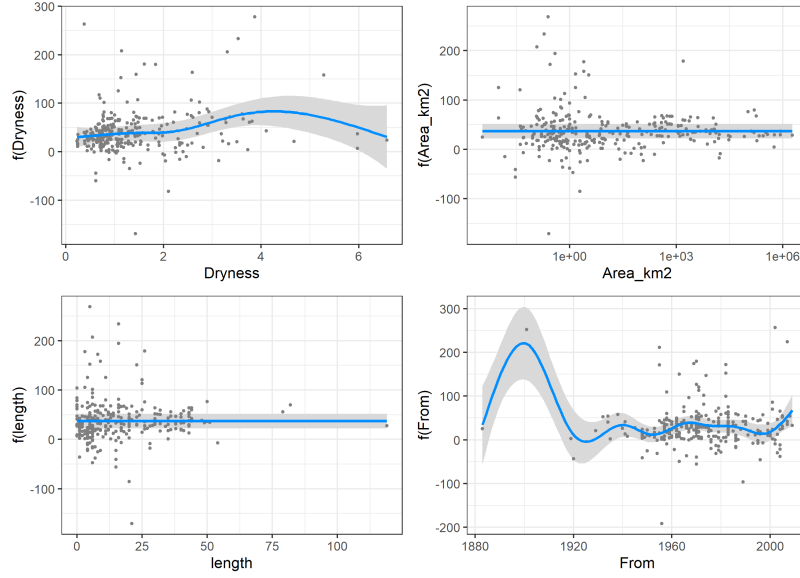 f(Dryness)
300
200
100
0
-100
0
2
4
6
Dryness
f(Area_km2)
200
100
0
-100
1e+00
1e+03
1e+06
Area_km2
f(length)
200
100
0
-100
0
25
50
75
100
length
f(From)
300
200
100
0
-100
-200
1880
1920
1960
2000
From